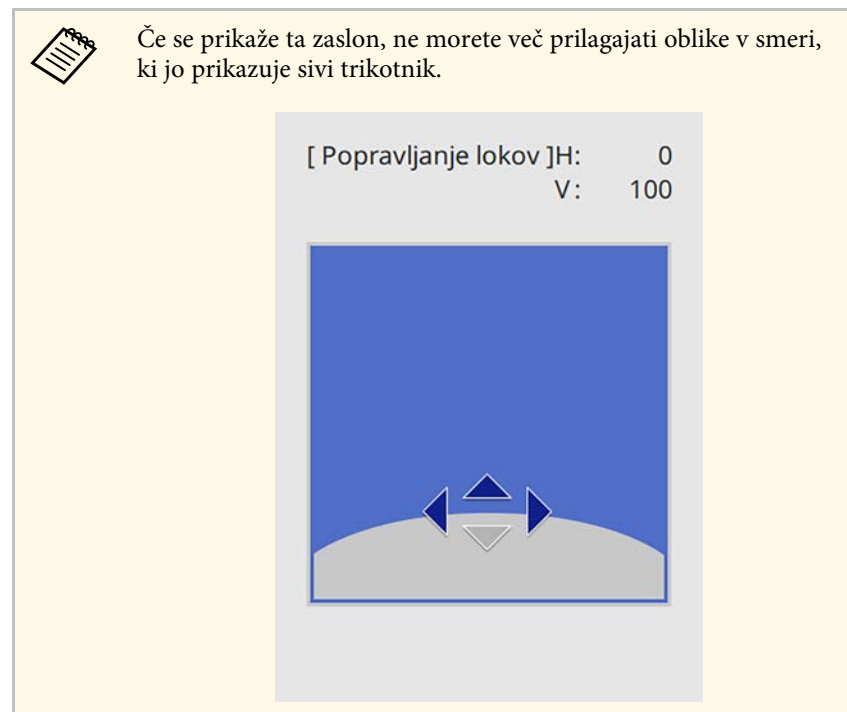 Če se prikaže ta zaslon, ne morete več prilagajati oblike v smeri,
ki jo prikazuje sivi trikotnik.
[ Popravljanje lokov ]H: 0
V: 100